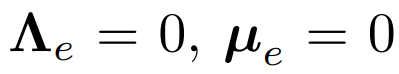 𝚲ₑ = 0, 𝝁ₑ = 0